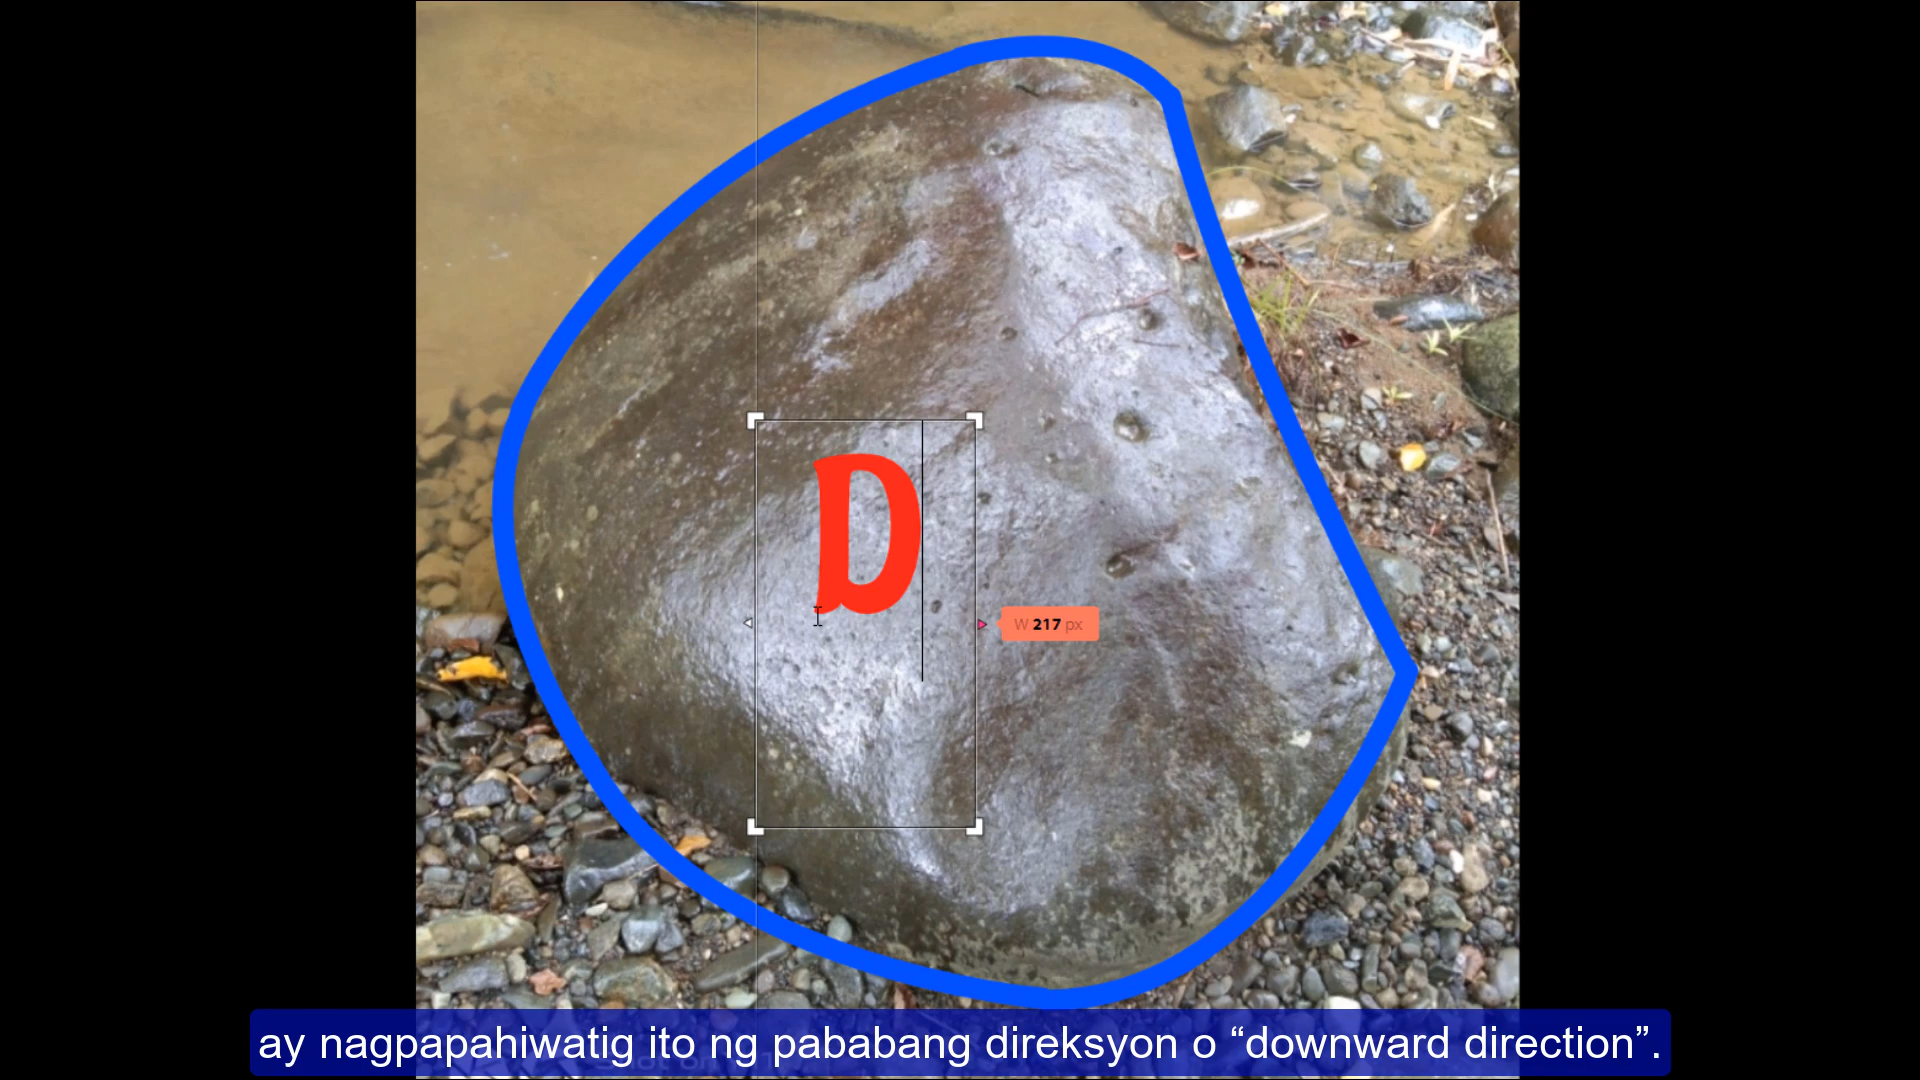 D
W 217 px
ay nagpapahiwatig ito ng pababang direksyon o “downward direction”.